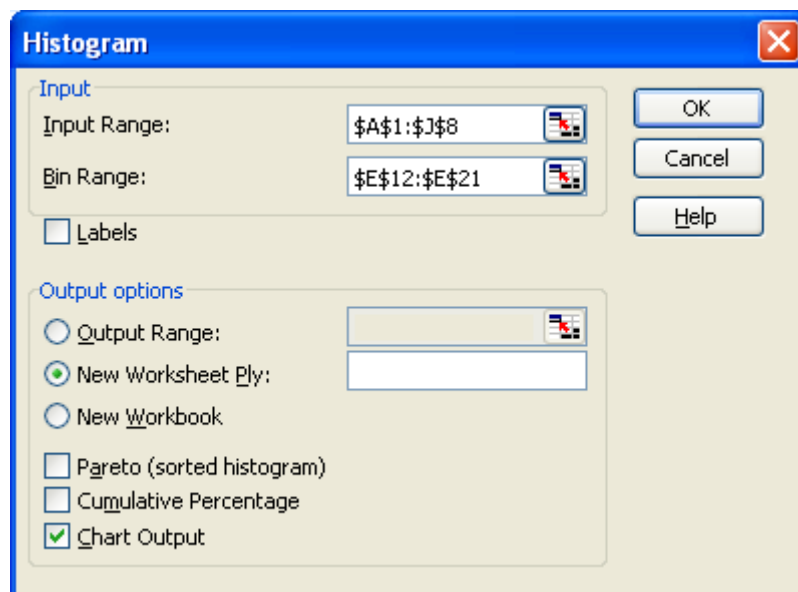 Histogram
Input
Input Range: $A$1:$J$8
Bin Range: $E$12:$E$21
Labels
OK
Cancel
Help
Output options
Output Range:
New Worksheet Ply:
New Workbook
Pareto (sorted histogram)
Cumulative Percentage
Chart Output